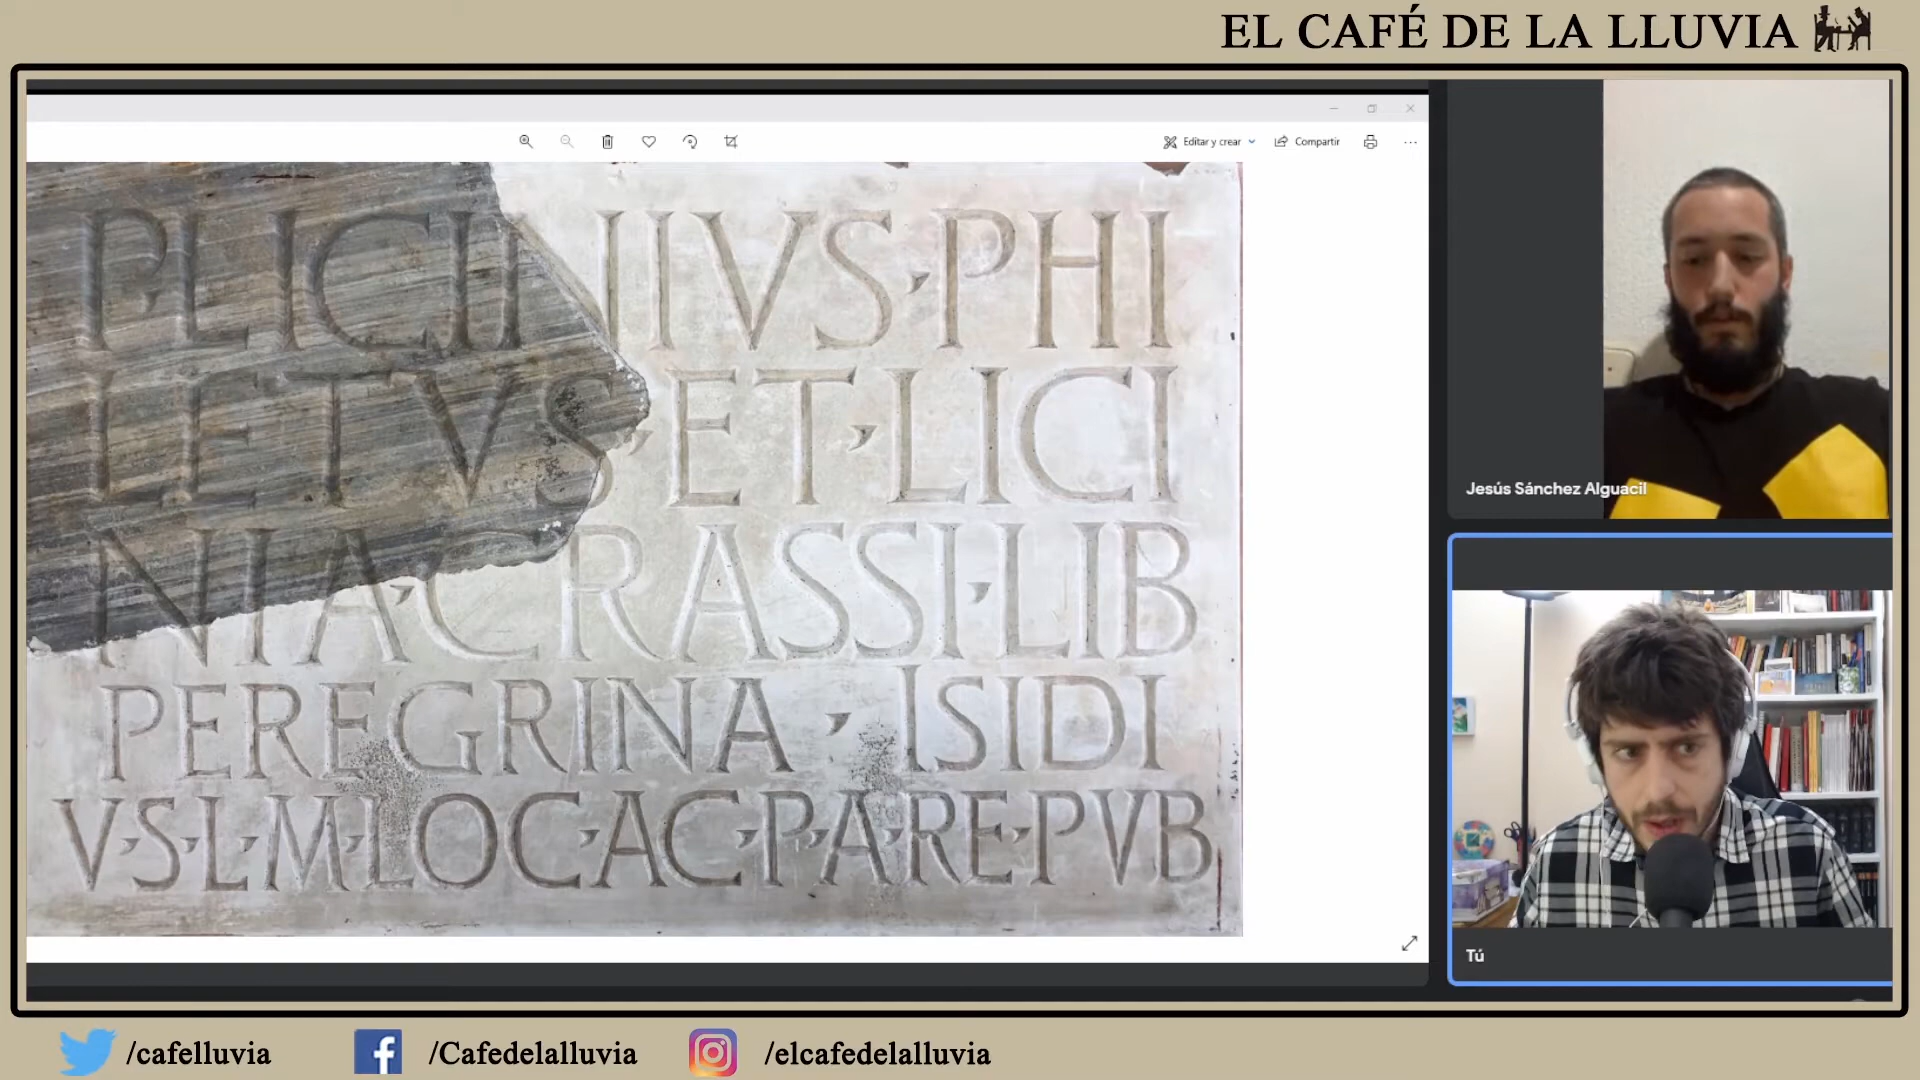 EL CAFÉ DE LA LLUVIA
Editar y crear
Compartir
P·LICINIVS·PHI
LETVS·ET·LICI
NIA·CRASSI·LIB
PEREGRINA·ISIDI
V·S·L·M·LOC·AC·P·A·RE·PVB
Jesús Sánchez Alguacil
Tú
/cafelluvia
/Cafedelalluvia
/elcafedelalluvia